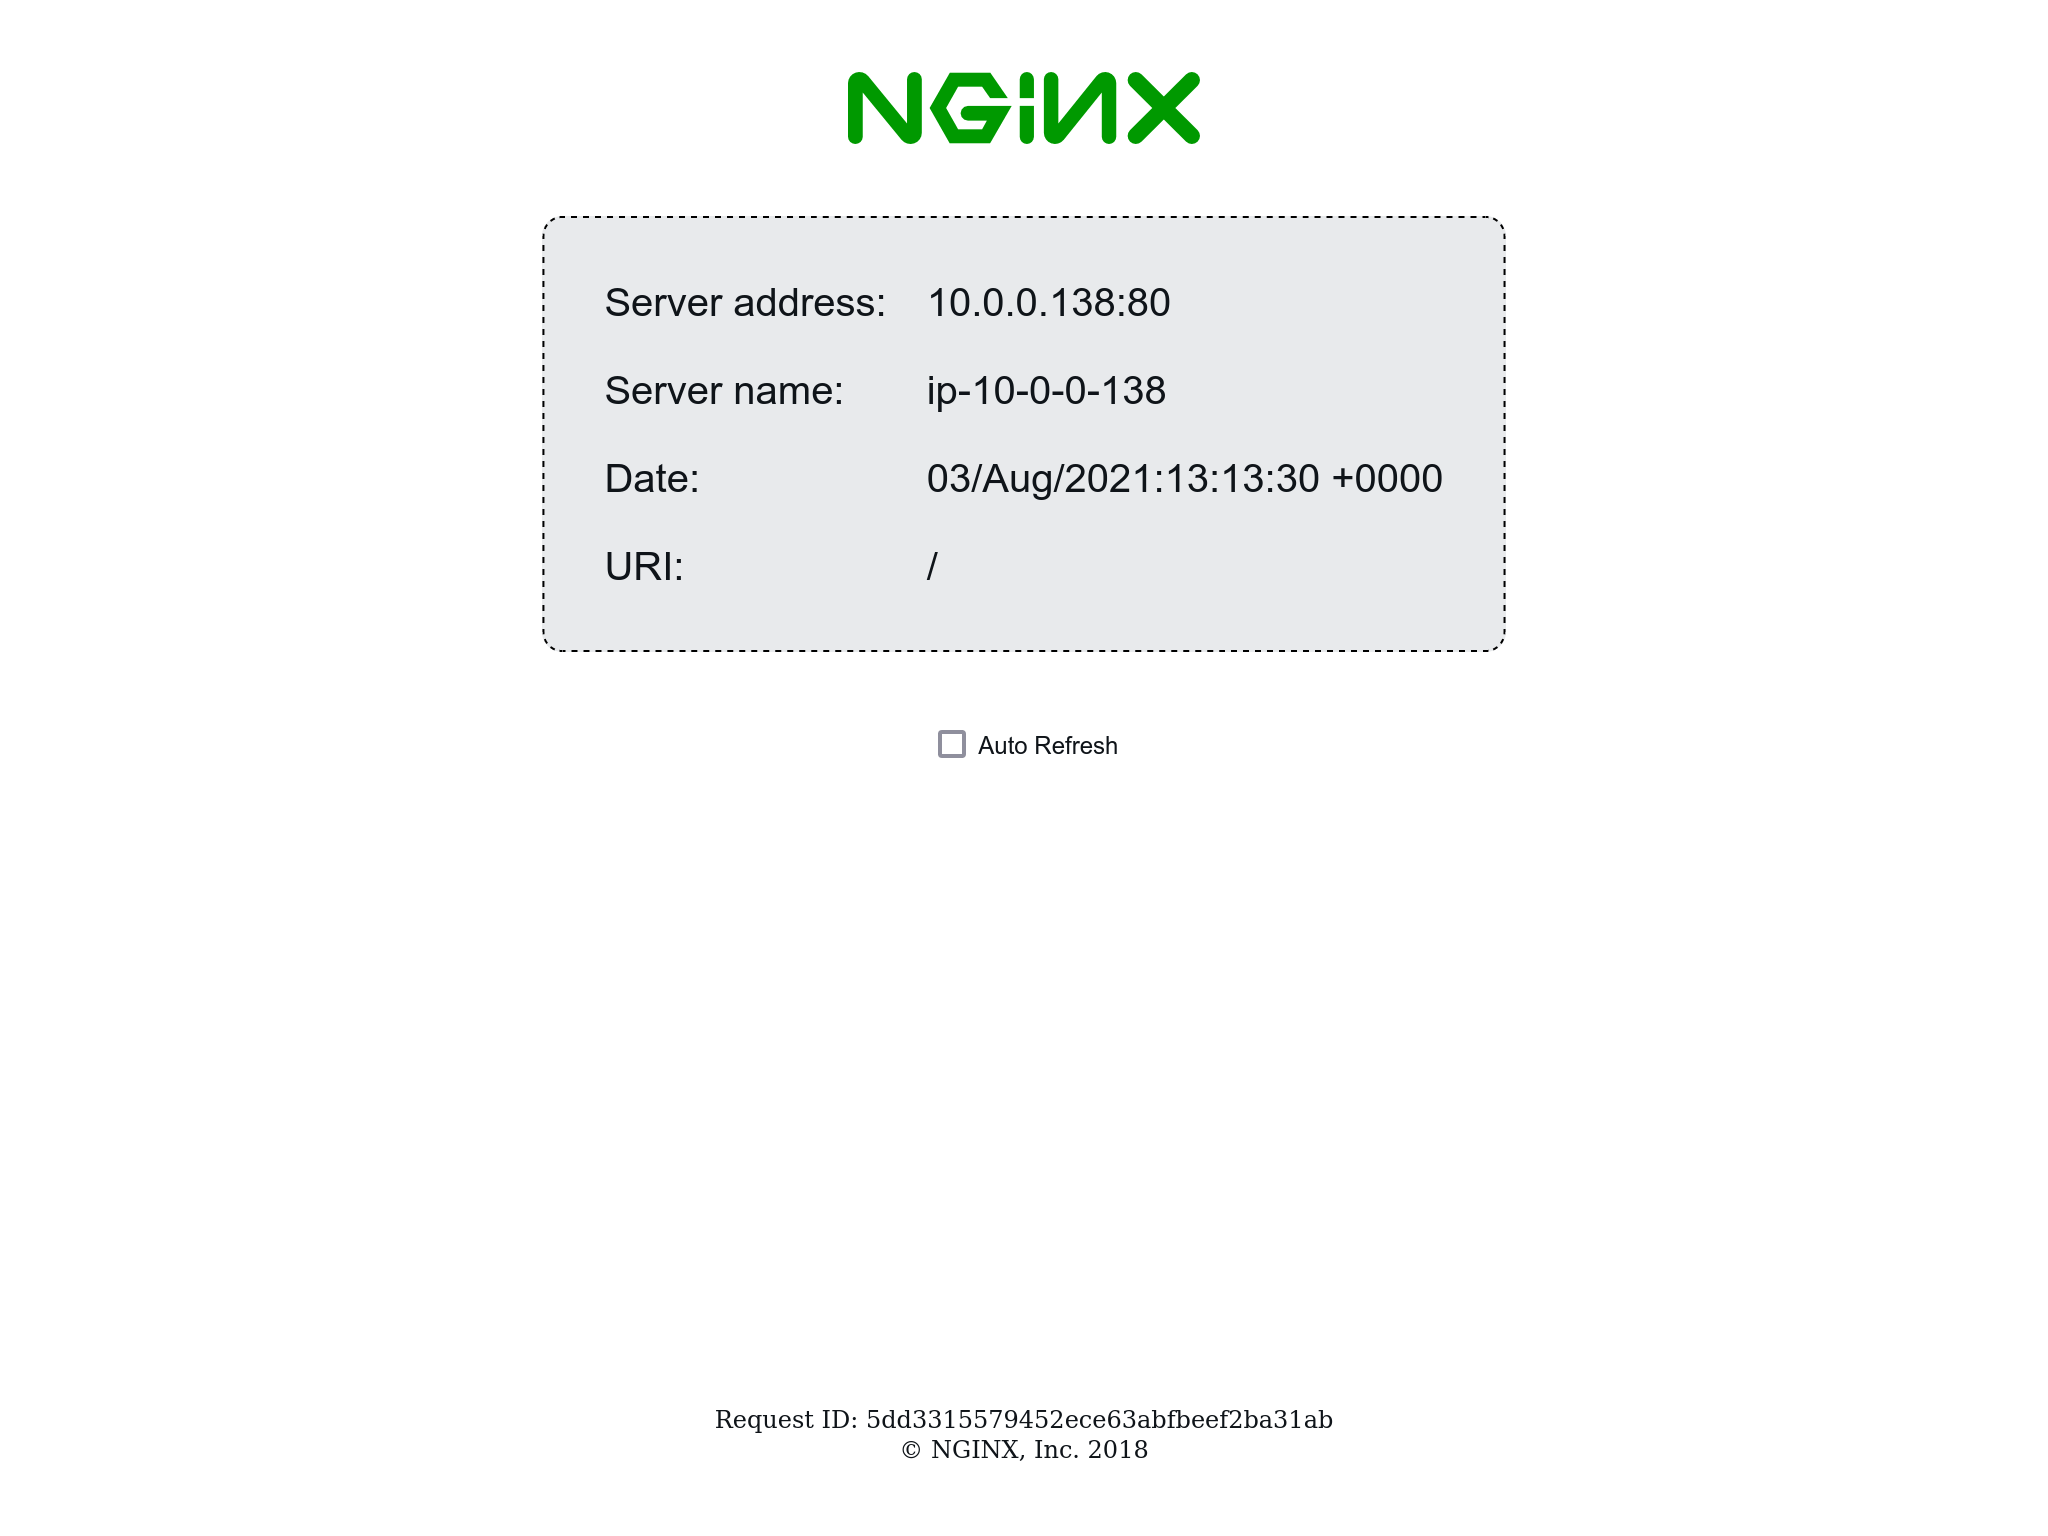 NGiNX
Server address: 10.0.0.138:80
Server name: ip-10-0-0-138
Date: 03/Aug/2021:13:13:30 +0000
URI: /
Auto Refresh
Request ID: 5dd3315579452ece63abfbeef2ba31ab
© NGINX, Inc. 2018